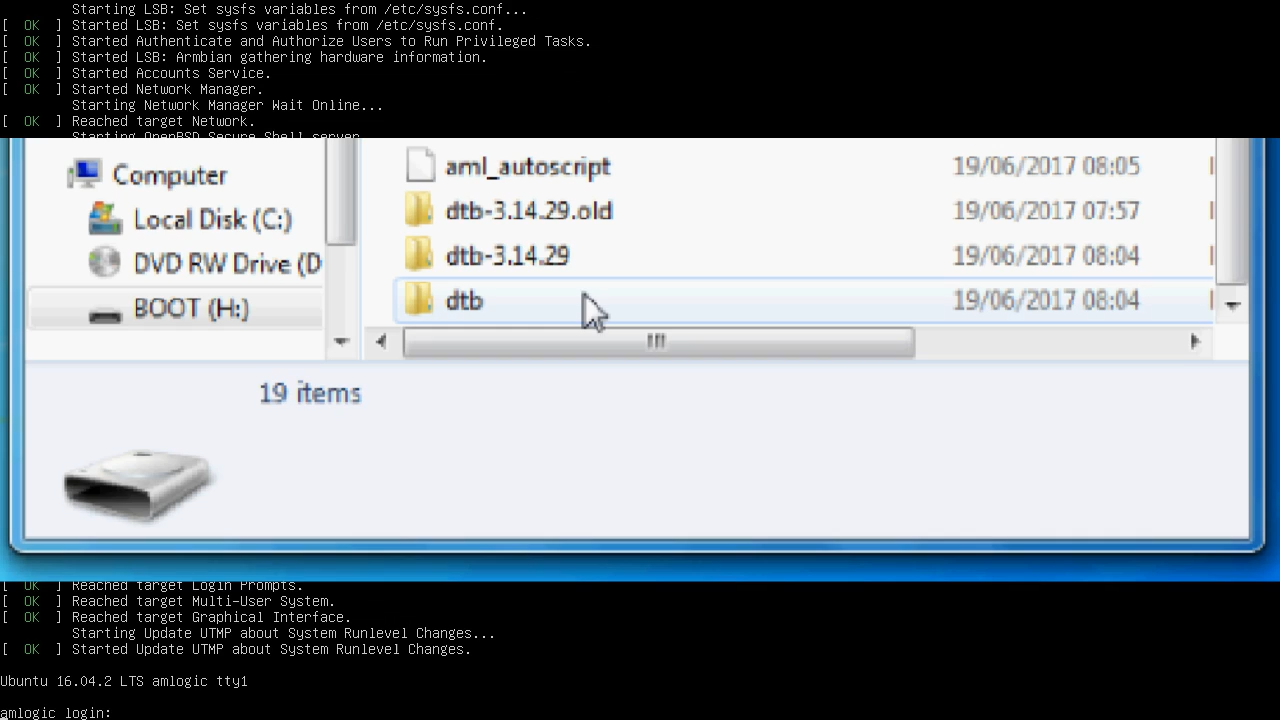 Starting LSB: Set sysfs variables from /etc/sysfs.conf...
[  OK  ] Started LSB: Set sysfs variables from /etc/sysfs.conf.
[  OK  ] Started Authenticate and Authorize Users to Run Privileged Tasks.
[  OK  ] Started LSB: Armbian gathering hardware information.
[  OK  ] Started Accounts Service.
[  OK  ] Started Network Manager.
Starting Network Manager Wait Online...
[  OK  ] Reached target Network.
Starting OpenBSD Secure Shell server
Computer
Local Disk (C:)
DVD RW Drive (D
BOOT (H:)
aml_autoscript 19/06/2017 08:05
dtb-3.14.29.old 19/06/2017 07:57
dtb-3.14.29 19/06/2017 08:04
dtb 19/06/2017 08:04
19 items
[  OK  ] Reached target Login Prompts.
[  OK  ] Reached target Multi-User System.
[  OK  ] Reached target Graphical Interface.
Starting Update UTMP about System Runlevel Changes...
[  OK  ] Started Update UTMP about System Runlevel Changes.
Ubuntu 16.04.2 LTS amlogic tty1
amlogic login: